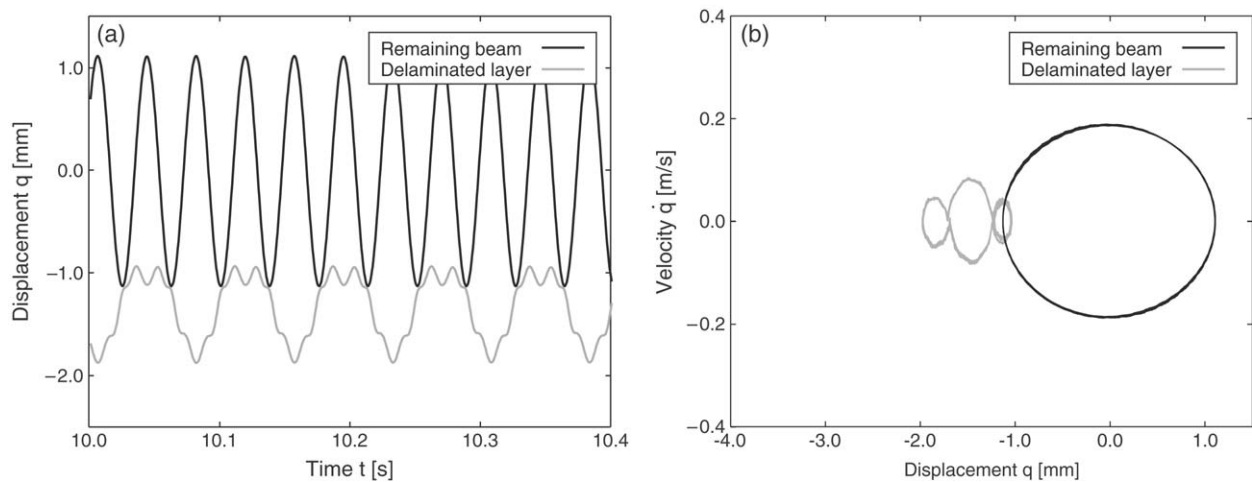 (a)
Remaining beam
Delaminated layer
1.0
0.0
−1.0
−2.0
Displacement q [mm]
10.0 10.1 10.2 10.3 10.4
Time t [s]
(b)
Remaining beam
Delaminated layer
0.4
0.2
0.0
−0.2
−0.4
Velocity q̇ [m/s]
-4.0 -3.0 -2.0 -1.0 0.0 1.0
Displacement q [mm]